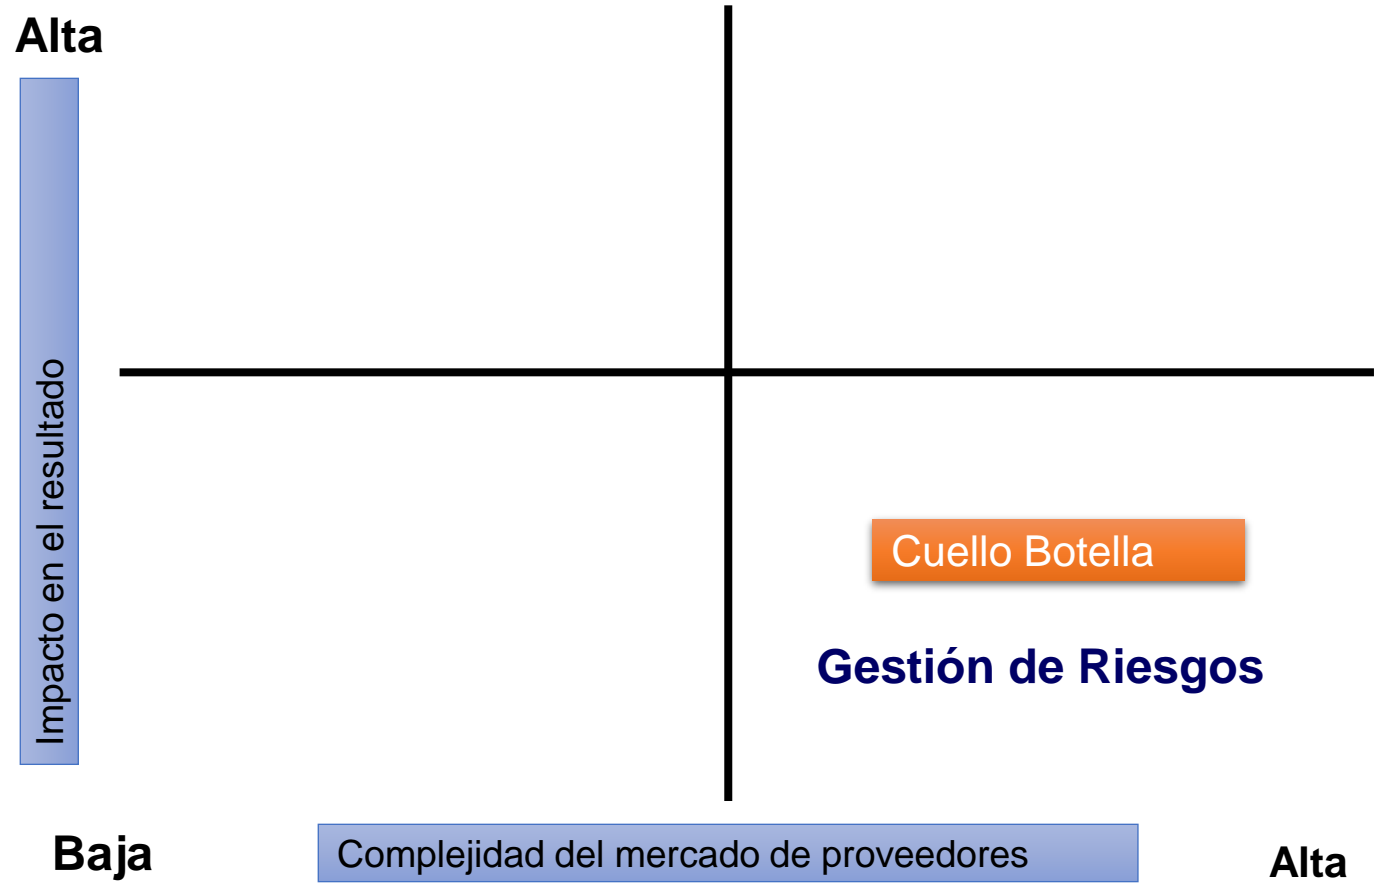 Alta
Impacto en el resultado
Cuello Botella
Gestión de Riesgos
Baja
Complejidad del mercado de proveedores
Alta